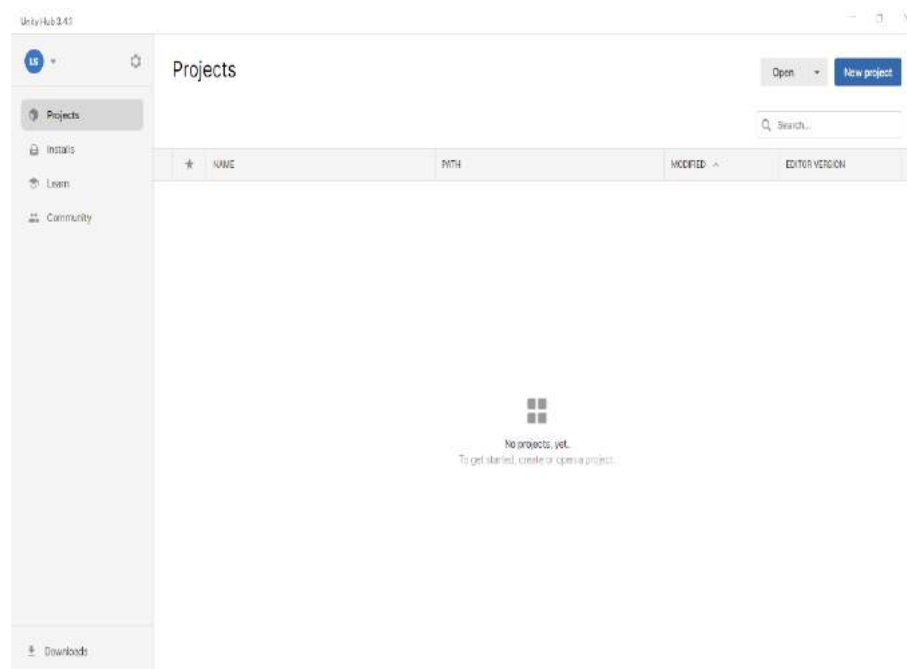 Unity Hub 3.4.1
LS
Projects
Open
New project
Projects
Search...
Installs
NAME
PATH
MODIFIED
EDITOR VERSION
Learn
Community
No projects, yet.
To get started, create or open a project.
Downloads